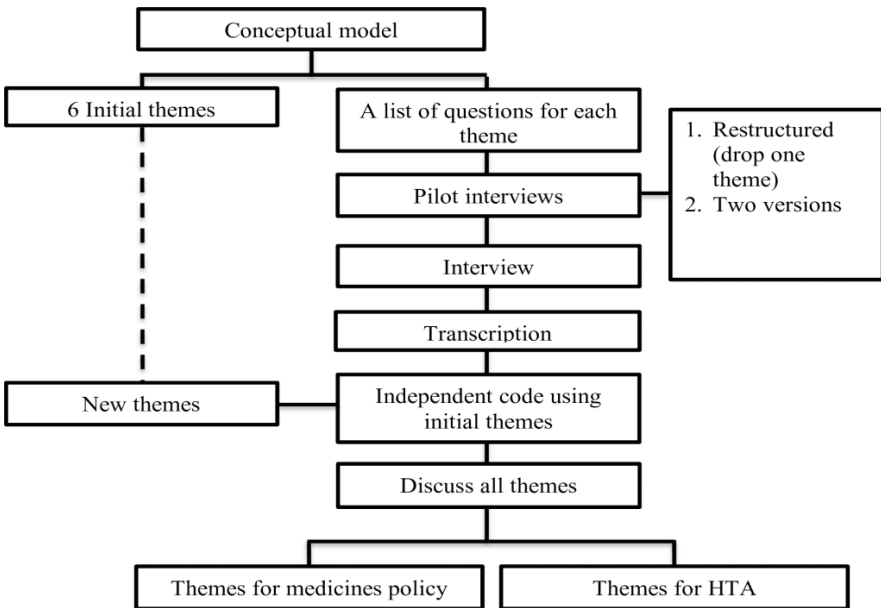 Conceptual model
6 Initial themes
A list of questions for each
theme
1. Restructured
(drop one
theme)
2. Two versions
Pilot interviews
Interview
Transcription
New themes
Independent code using
initial themes
Discuss all themes
Themes for medicines policy
Themes for HTA